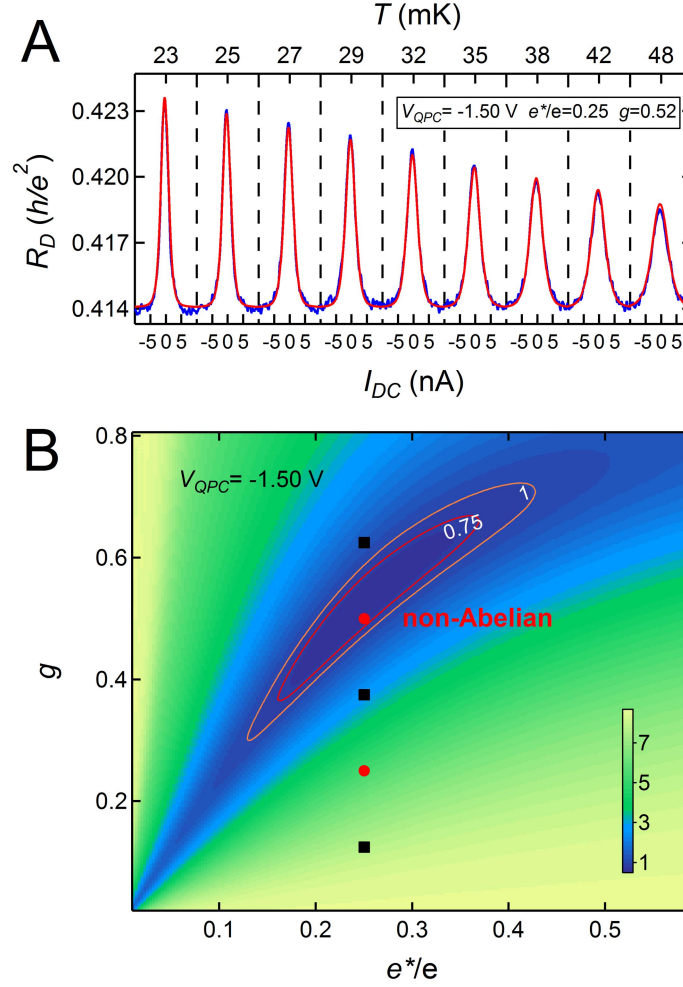 A
T (mK)
23 25 27 29 32 35 38 42 48
V_QPC= -1.50 V e*/e=0.25 g=0.52
R_D (h/e²)
0.423
0.420
0.417
0.414
-5 0 5 -5 0 5 -5 0 5 -5 0 5 -5 0 5 -5 0 5 -5 0 5 -5 0 5 -5 0 5
I_DC (nA)
B
V_QPC= -1.50 V
g
0.8
0.6
0.4
0.2
1
0.75
non-Abelian
7
5
3
1
0.1 0.2 0.3 0.4 0.5
e*/e